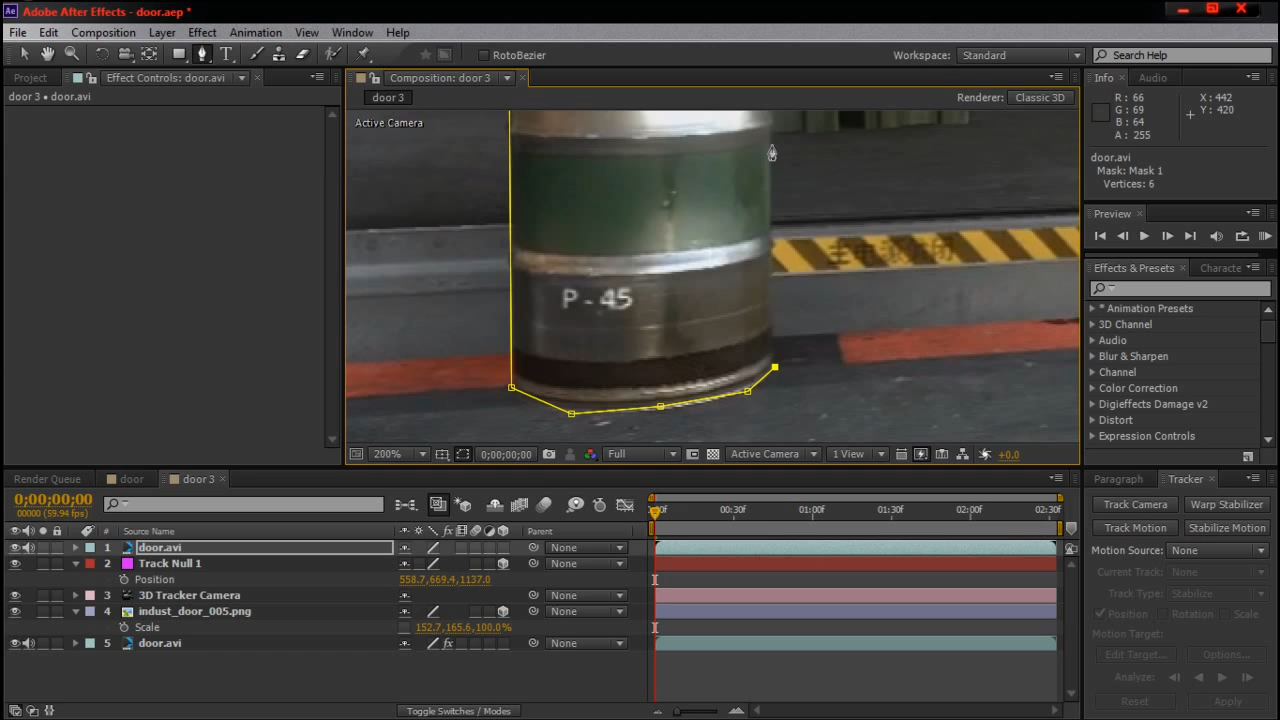 Adobe After Effects - door.aep *
File Edit Composition Layer Effect Animation View Window Help
RotoBezier
Workspace: Standard
Search Help
Project
Effect Controls: door.avi
door 3 • door.avi
Composition: door 3
door 3
Renderer: Classic 3D
Active Camera
P - 45
200%
0;00;00;00
Full
Active Camera
1 View
+0.0
Info Audio
R : 66
G : 69
B : 64
A : 255
X : 442
Y : 420
door.avi
Mask: Mask 1
Vertices: 6
Preview
Effects & Presets
Characte
* Animation Presets
3D Channel
Audio
Blur & Sharpen
Channel
Color Correction
Digieffects Damage v2
Distort
Expression Controls
Render Queue
door
door 3
0;00;00;00
00000 (59.94 fps)
# Source Name
Parent
00f 00:30f 01:00f 01:30f 02:00f 02:30f
1 door.avi None
2 Track Null 1 None
Position 558.7,669.4,1137.0
3 3D Tracker Camera None
4 indust_door_005.png None
Scale 152.7,165.6,100.0%
5 door.avi None
Toggle Switches / Modes
Paragraph Tracker
Track Camera Warp Stabilizer
Track Motion Stabilize Motion
Motion Source: None
Current Track: None
Track Type: Stabilize
Position Rotation Scale
Motion Target:
Edit Target... Options...
Analyze:
Reset Apply